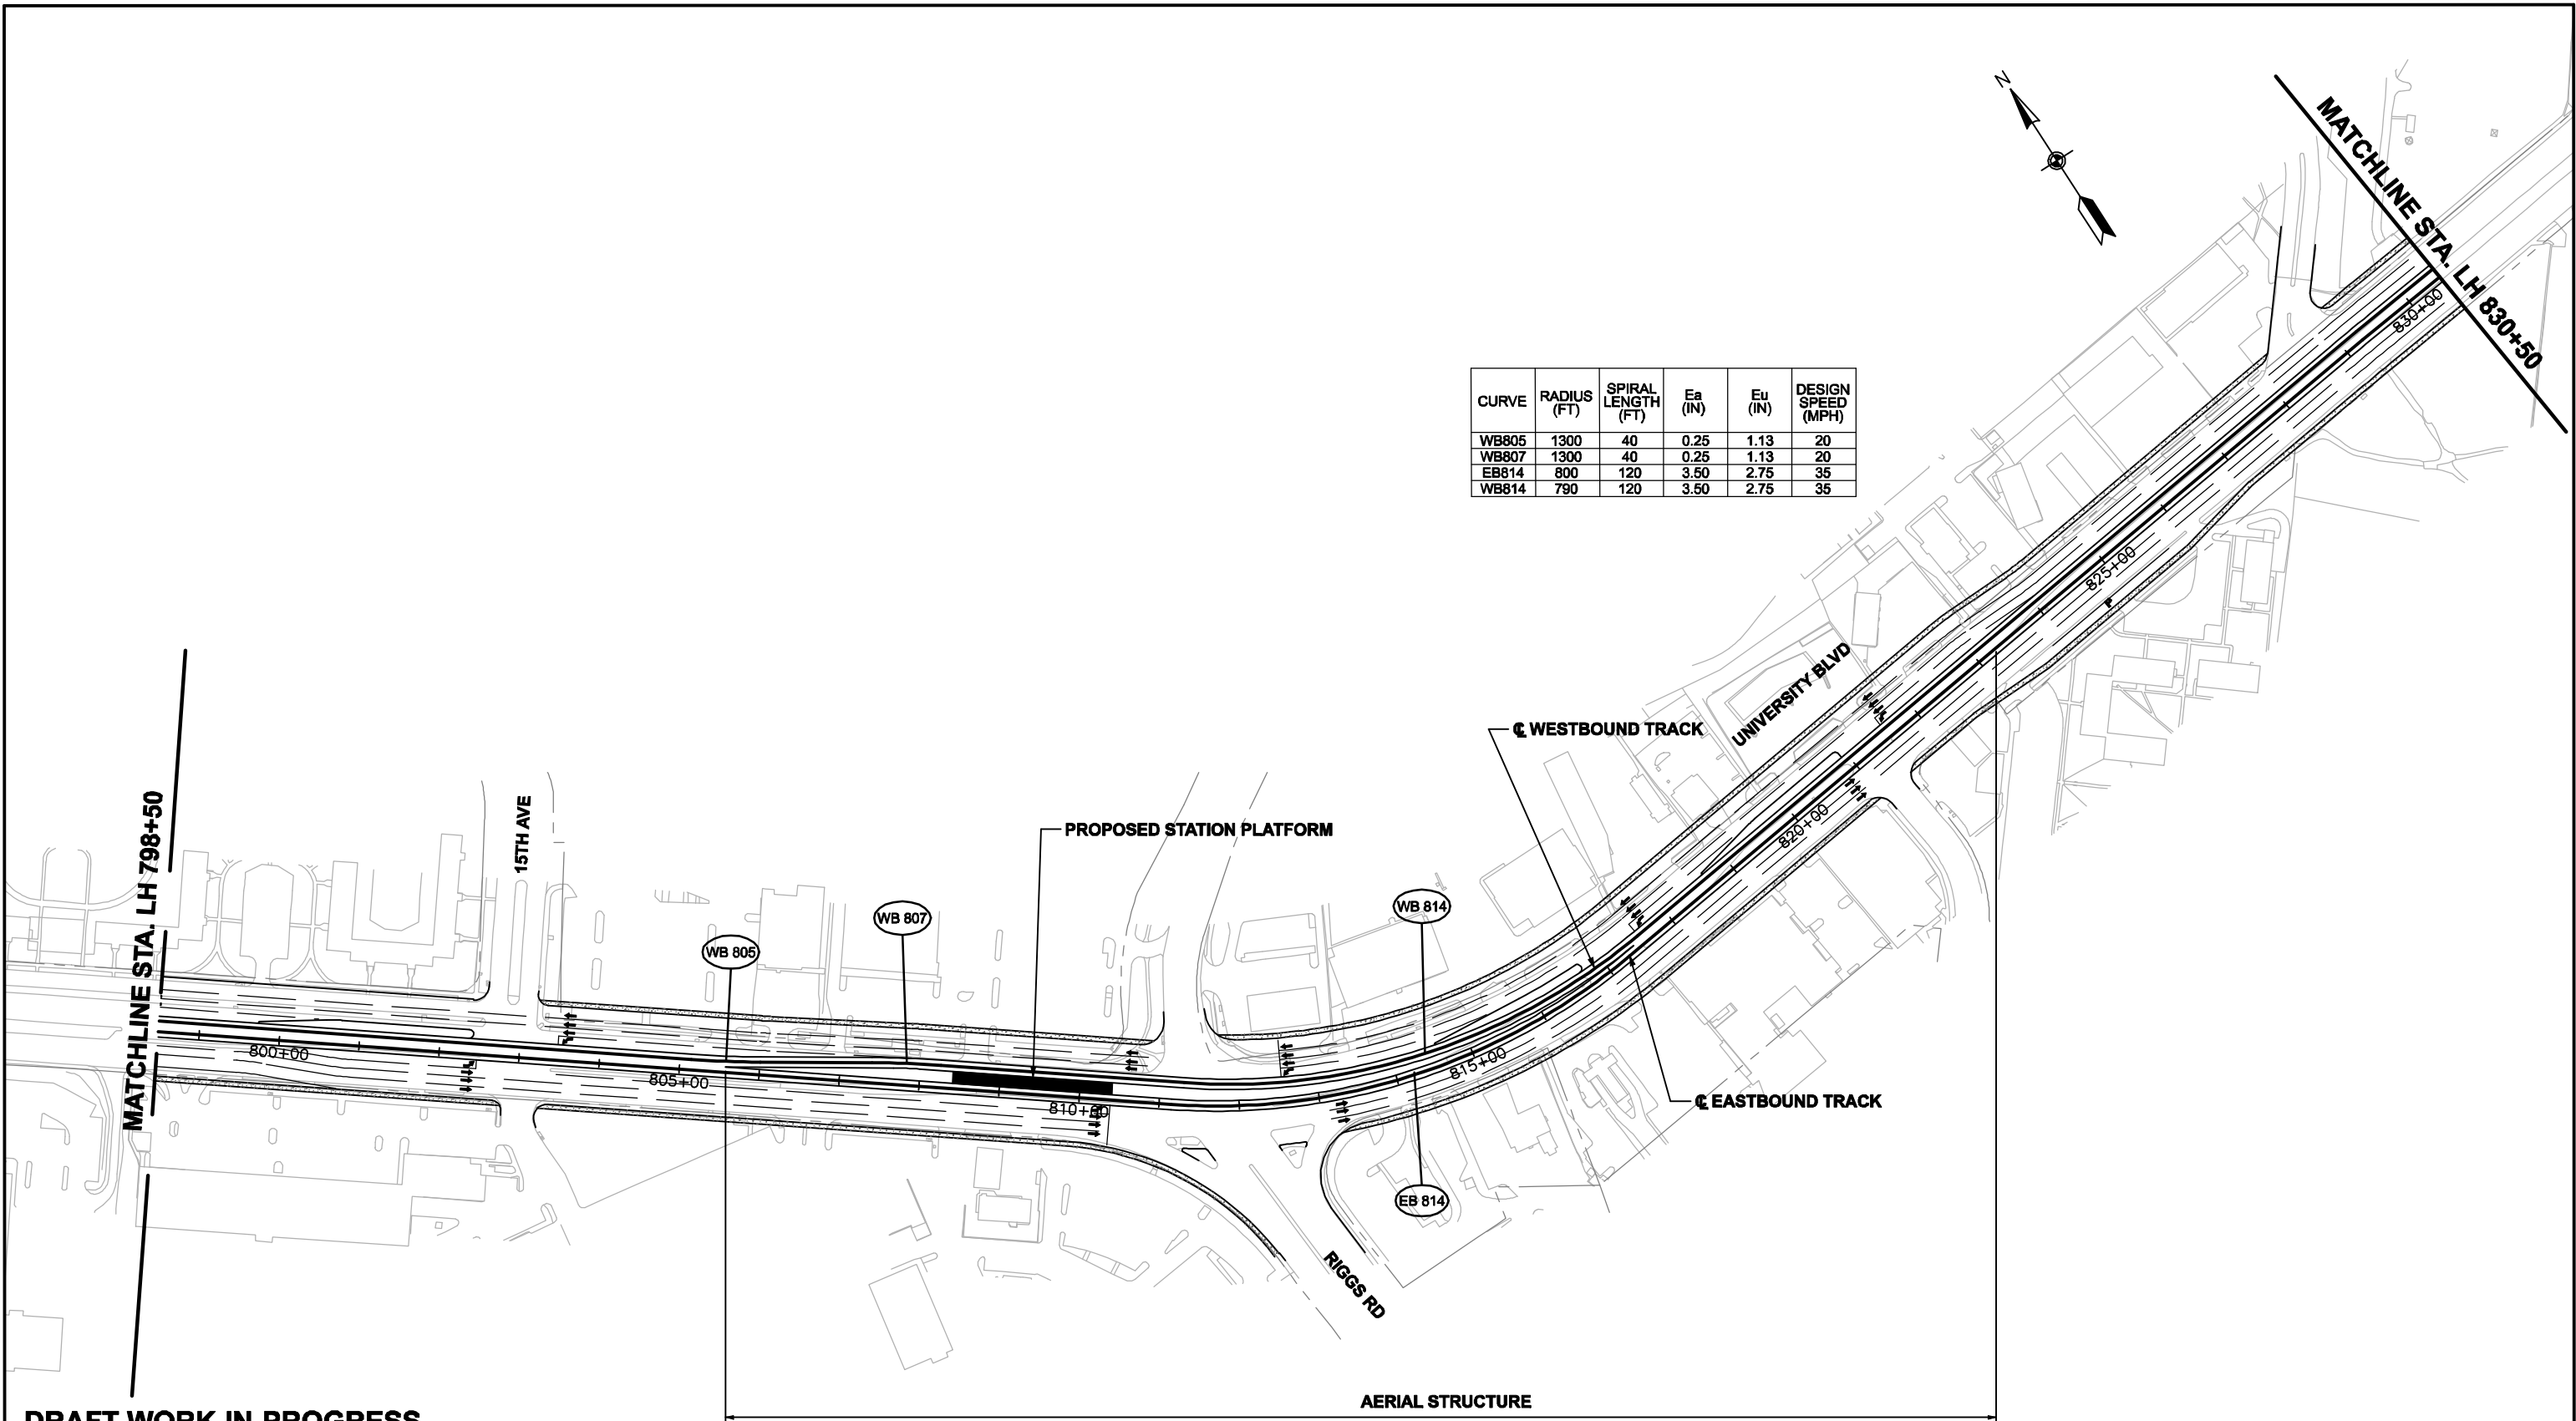 N
MATCHLINE STA. LH 830+50
830+00
CURVE RADIUS (FT) SPIRAL LENGTH (FT) Ea (IN) Eu (IN) DESIGN SPEED (MPH)
WB805 1300 40 0.25 1.13 20
WB807 1300 40 0.25 1.13 20
EB814 800 120 3.50 2.75 35
WB814 790 120 3.50 2.75 35
825+00
UNIVERSITY BLVD
℄ WESTBOUND TRACK
MATCHLINE STA. LH 798+50
15TH AVE
PROPOSED STATION PLATFORM
820+00
WB 807
WB 814
WB 805
800+00
805+00
810+00
815+00
℄ EASTBOUND TRACK
EB 814
RIGGS RD
AERIAL STRUCTURE
DRAFT WORK IN PROGRESS